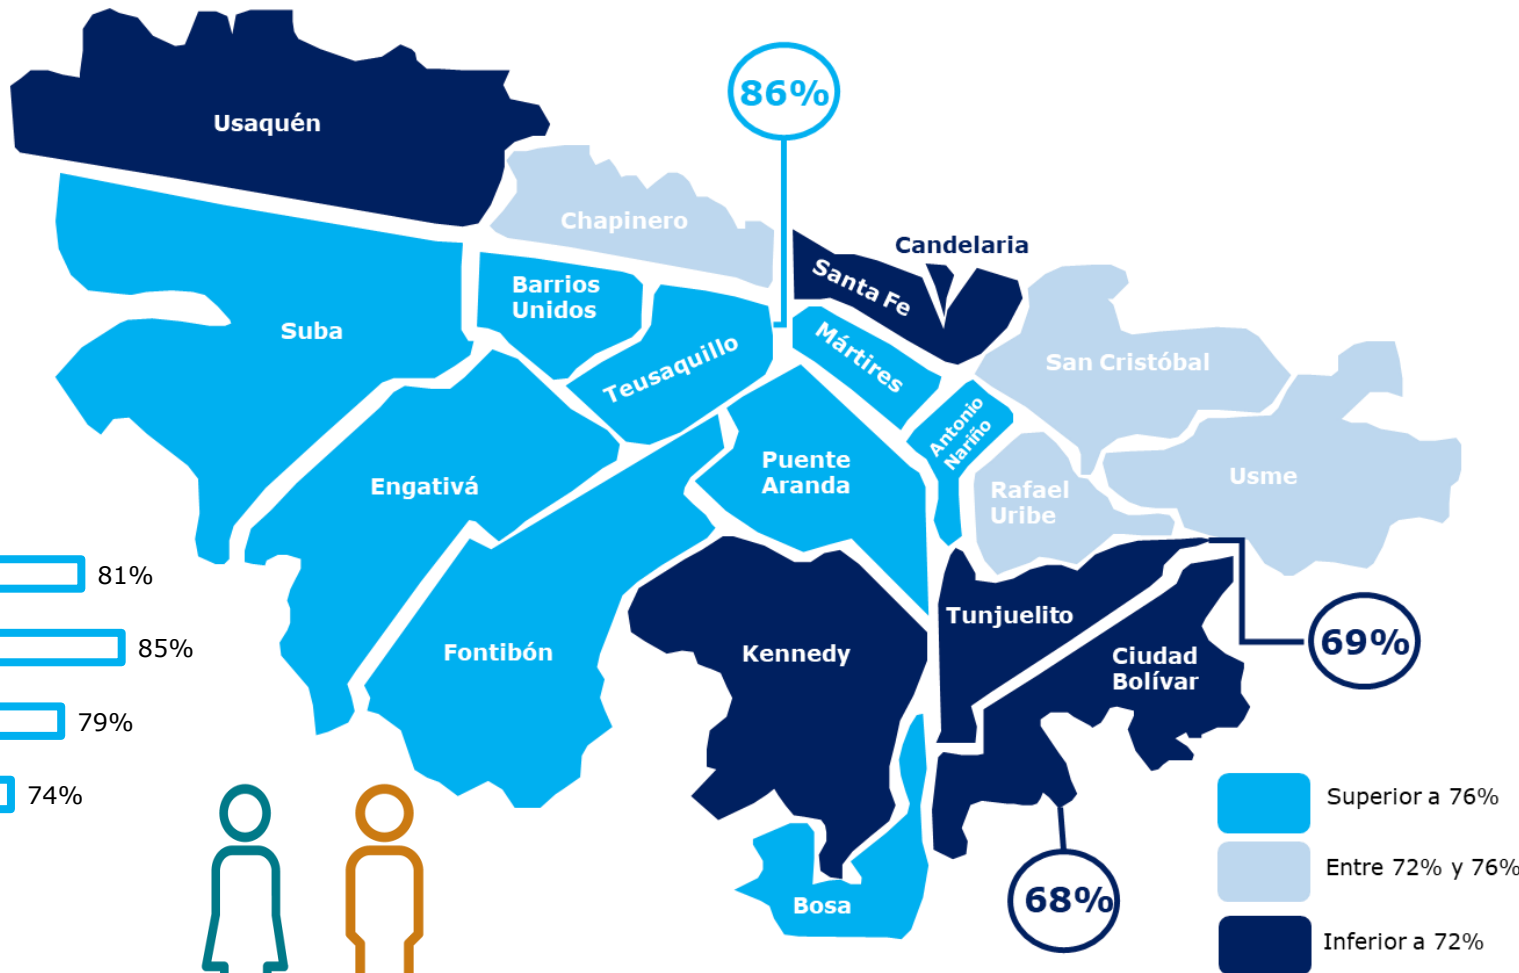 Usaquén
86%
Chapinero
Candelaria
Santa Fe
Barrios
Unidos
Suba
Teusaquillo
Mártires
San Cristóbal
Antonio
Nariño
Puente
Aranda
Engativá
Rafael
Uribe
Usme
81%
85%
79%
74%
Fontibón
Kennedy
Tunjuelito
Ciudad
Bolívar
69%
Bosa
68%
Superior a 76%
Entre 72% y 76%
Inferior a 72%